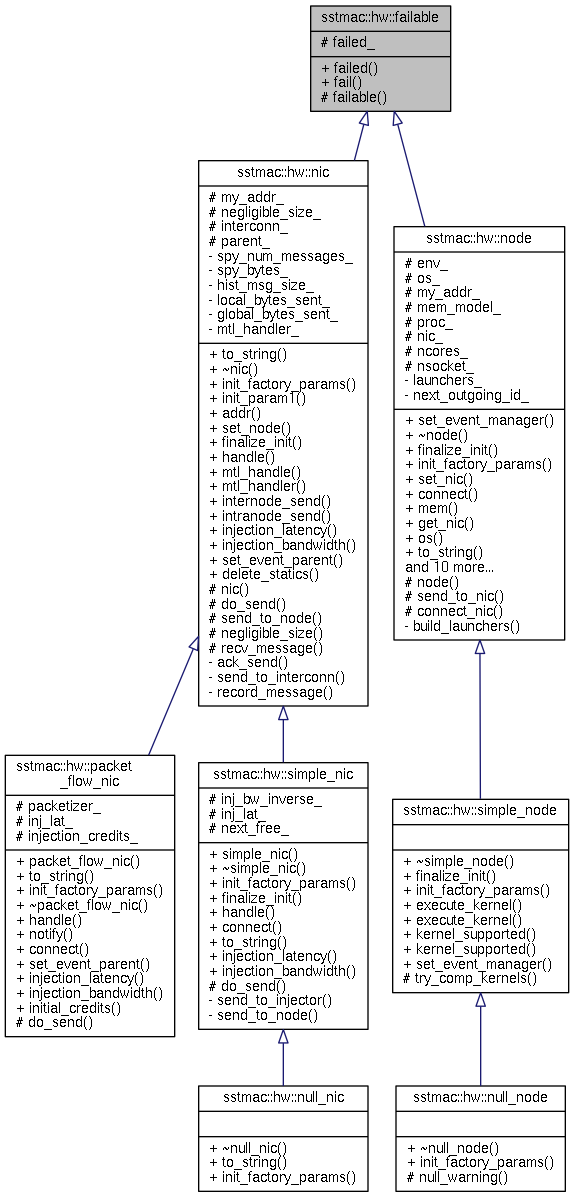 sstmac::hw::failable
# failed_
+ failed()
+ fail()
# failable()
sstmac::hw::nic
# my_addr_
# negligible_size_
# interconn_
# parent_
- spy_num_messages_
- spy_bytes_
- hist_msg_size_
- local_bytes_sent_
- global_bytes_sent_
- mtl_handler_
+ to_string()
+ ~nic()
+ init_factory_params()
+ init_param1()
+ addr()
+ set_node()
+ finalize_init()
+ handle()
+ mtl_handle()
+ mtl_handler()
+ internode_send()
+ intranode_send()
+ injection_latency()
+ injection_bandwidth()
+ set_event_parent()
+ delete_statics()
# nic()
# do_send()
# send_to_node()
# negligible_size()
# recv_message()
- ack_send()
- send_to_interconn()
- record_message()
sstmac::hw::node
# env_
# os_
# my_addr_
# mem_model_
# proc_
# nic_
# ncores_
# nsocket_
- launchers_
- next_outgoing_id_
+ set_event_manager()
+ ~node()
+ finalize_init()
+ init_factory_params()
+ set_nic()
+ connect()
+ mem()
+ get_nic()
+ os()
+ to_string()
and 10 more...
# node()
# send_to_nic()
# connect_nic()
- build_launchers()
sstmac::hw::packet
_flow_nic
# packetizer_
# inj_lat_
# injection_credits_
+ packet_flow_nic()
+ to_string()
+ init_factory_params()
+ ~packet_flow_nic()
+ handle()
+ notify()
+ connect()
+ set_event_parent()
+ injection_latency()
+ injection_bandwidth()
+ initial_credits()
# do_send()
sstmac::hw::simple_nic
# inj_bw_inverse_
# inj_lat_
# next_free_
+ simple_nic()
+ ~simple_nic()
+ init_factory_params()
+ finalize_init()
+ handle()
+ connect()
+ to_string()
+ injection_latency()
+ injection_bandwidth()
# do_send()
- send_to_injector()
- send_to_node()
sstmac::hw::simple_node
+ ~simple_node()
+ finalize_init()
+ init_factory_params()
+ execute_kernel()
+ execute_kernel()
+ kernel_supported()
+ kernel_supported()
+ set_event_manager()
# try_comp_kernels()
sstmac::hw::null_nic
+ ~null_nic()
+ to_string()
+ init_factory_params()
sstmac::hw::null_node
+ ~null_node()
+ init_factory_params()
# null_warning()